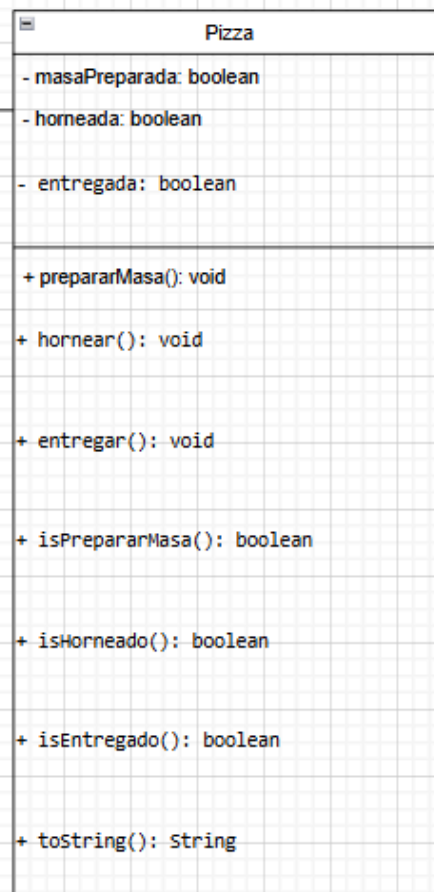 Pizza
- masaPreparada: boolean
- horneada: boolean
- entregada: boolean
+ prepararMasa(): void
+ hornear(): void
+ entregar(): void
+ isPrepararMasa(): boolean
+ isHorneado(): boolean
+ isEntregado(): boolean
+ toString(): String